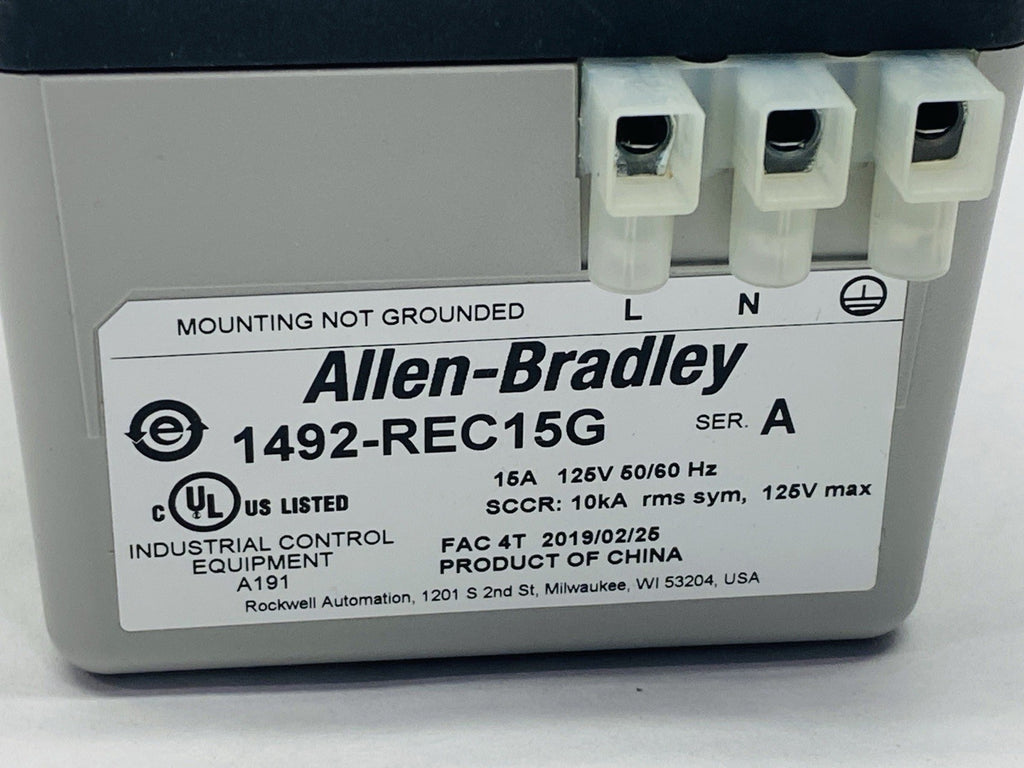 MOUNTING NOT GROUNDED L N
Allen-Bradley
1492-REC15G SER. A
15A 125V 50/60 Hz
SCCR: 10kA rms sym, 125V max
C UL US LISTED
INDUSTRIAL CONTROL
EQUIPMENT
A191
FAC 4T 2019/02/25
PRODUCT OF CHINA
Rockwell Automation, 1201 S 2nd St, Milwaukee, WI 53204, USA